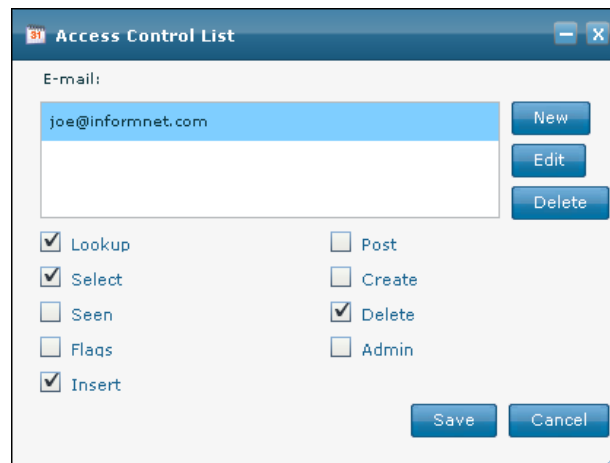 31 Access Control List
E-mail:
joe@informnet.com
New
Edit
Delete
Lookup
Post
Select
Create
Seen
Delete
Flags
Admin
Insert
Save
Cancel